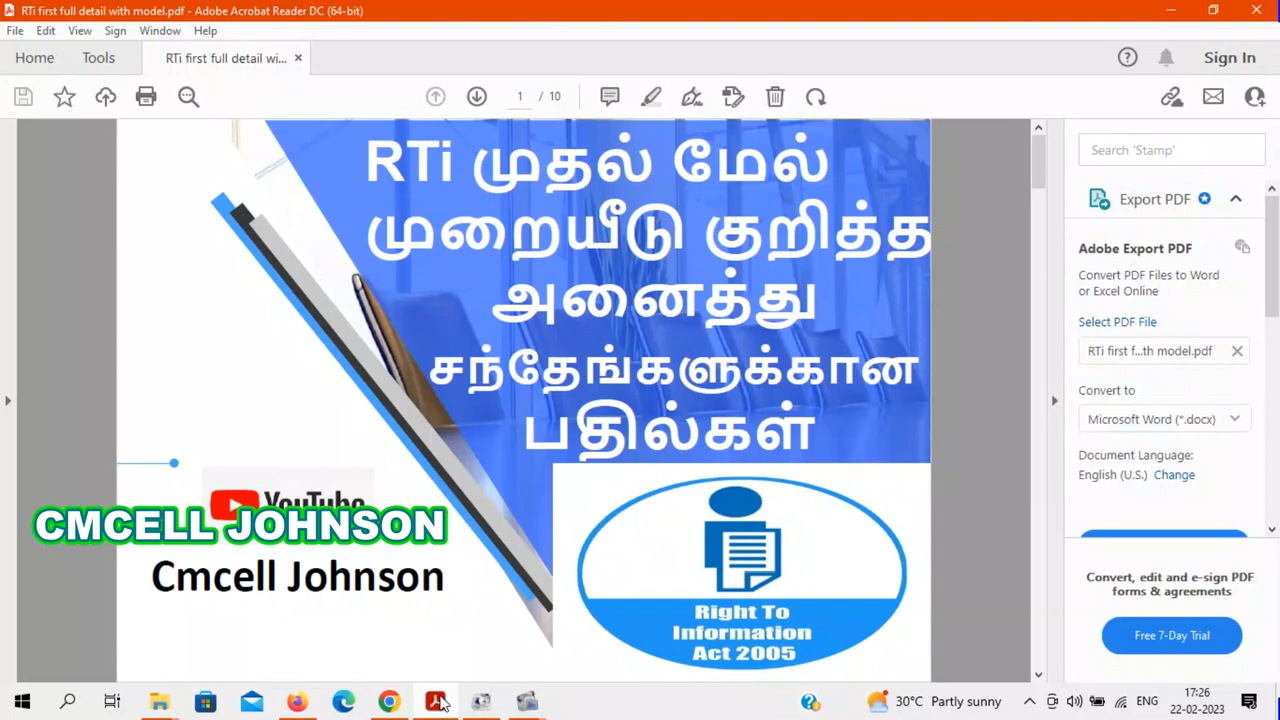 RTi first full detail with model.pdf - Adobe Acrobat Reader DC (64-bit)
File Edit View Sign Window Help
Home Tools RTi first full detail wi... Sign In
1 / 10
RTi முதல் மேல்
முறையீடு குறித்த
அனைத்து
சந்தேங்களுக்கான
பதில்கள்
YouTube
CMCELL JOHNSON
Cmcell Johnson
Right To
Information
Act 2005
Search 'Stamp'
Export PDF
Adobe Export PDF
Convert PDF Files to Word
or Excel Online
Select PDF File
RTi first f...th model.pdf
Convert to
Microsoft Word (*.docx)
Document Language:
English (U.S.) Change
Convert, edit and e-sign PDF
forms & agreements
Free 7-Day Trial
30°C Partly sunny
ENG
17:26
22-02-2023